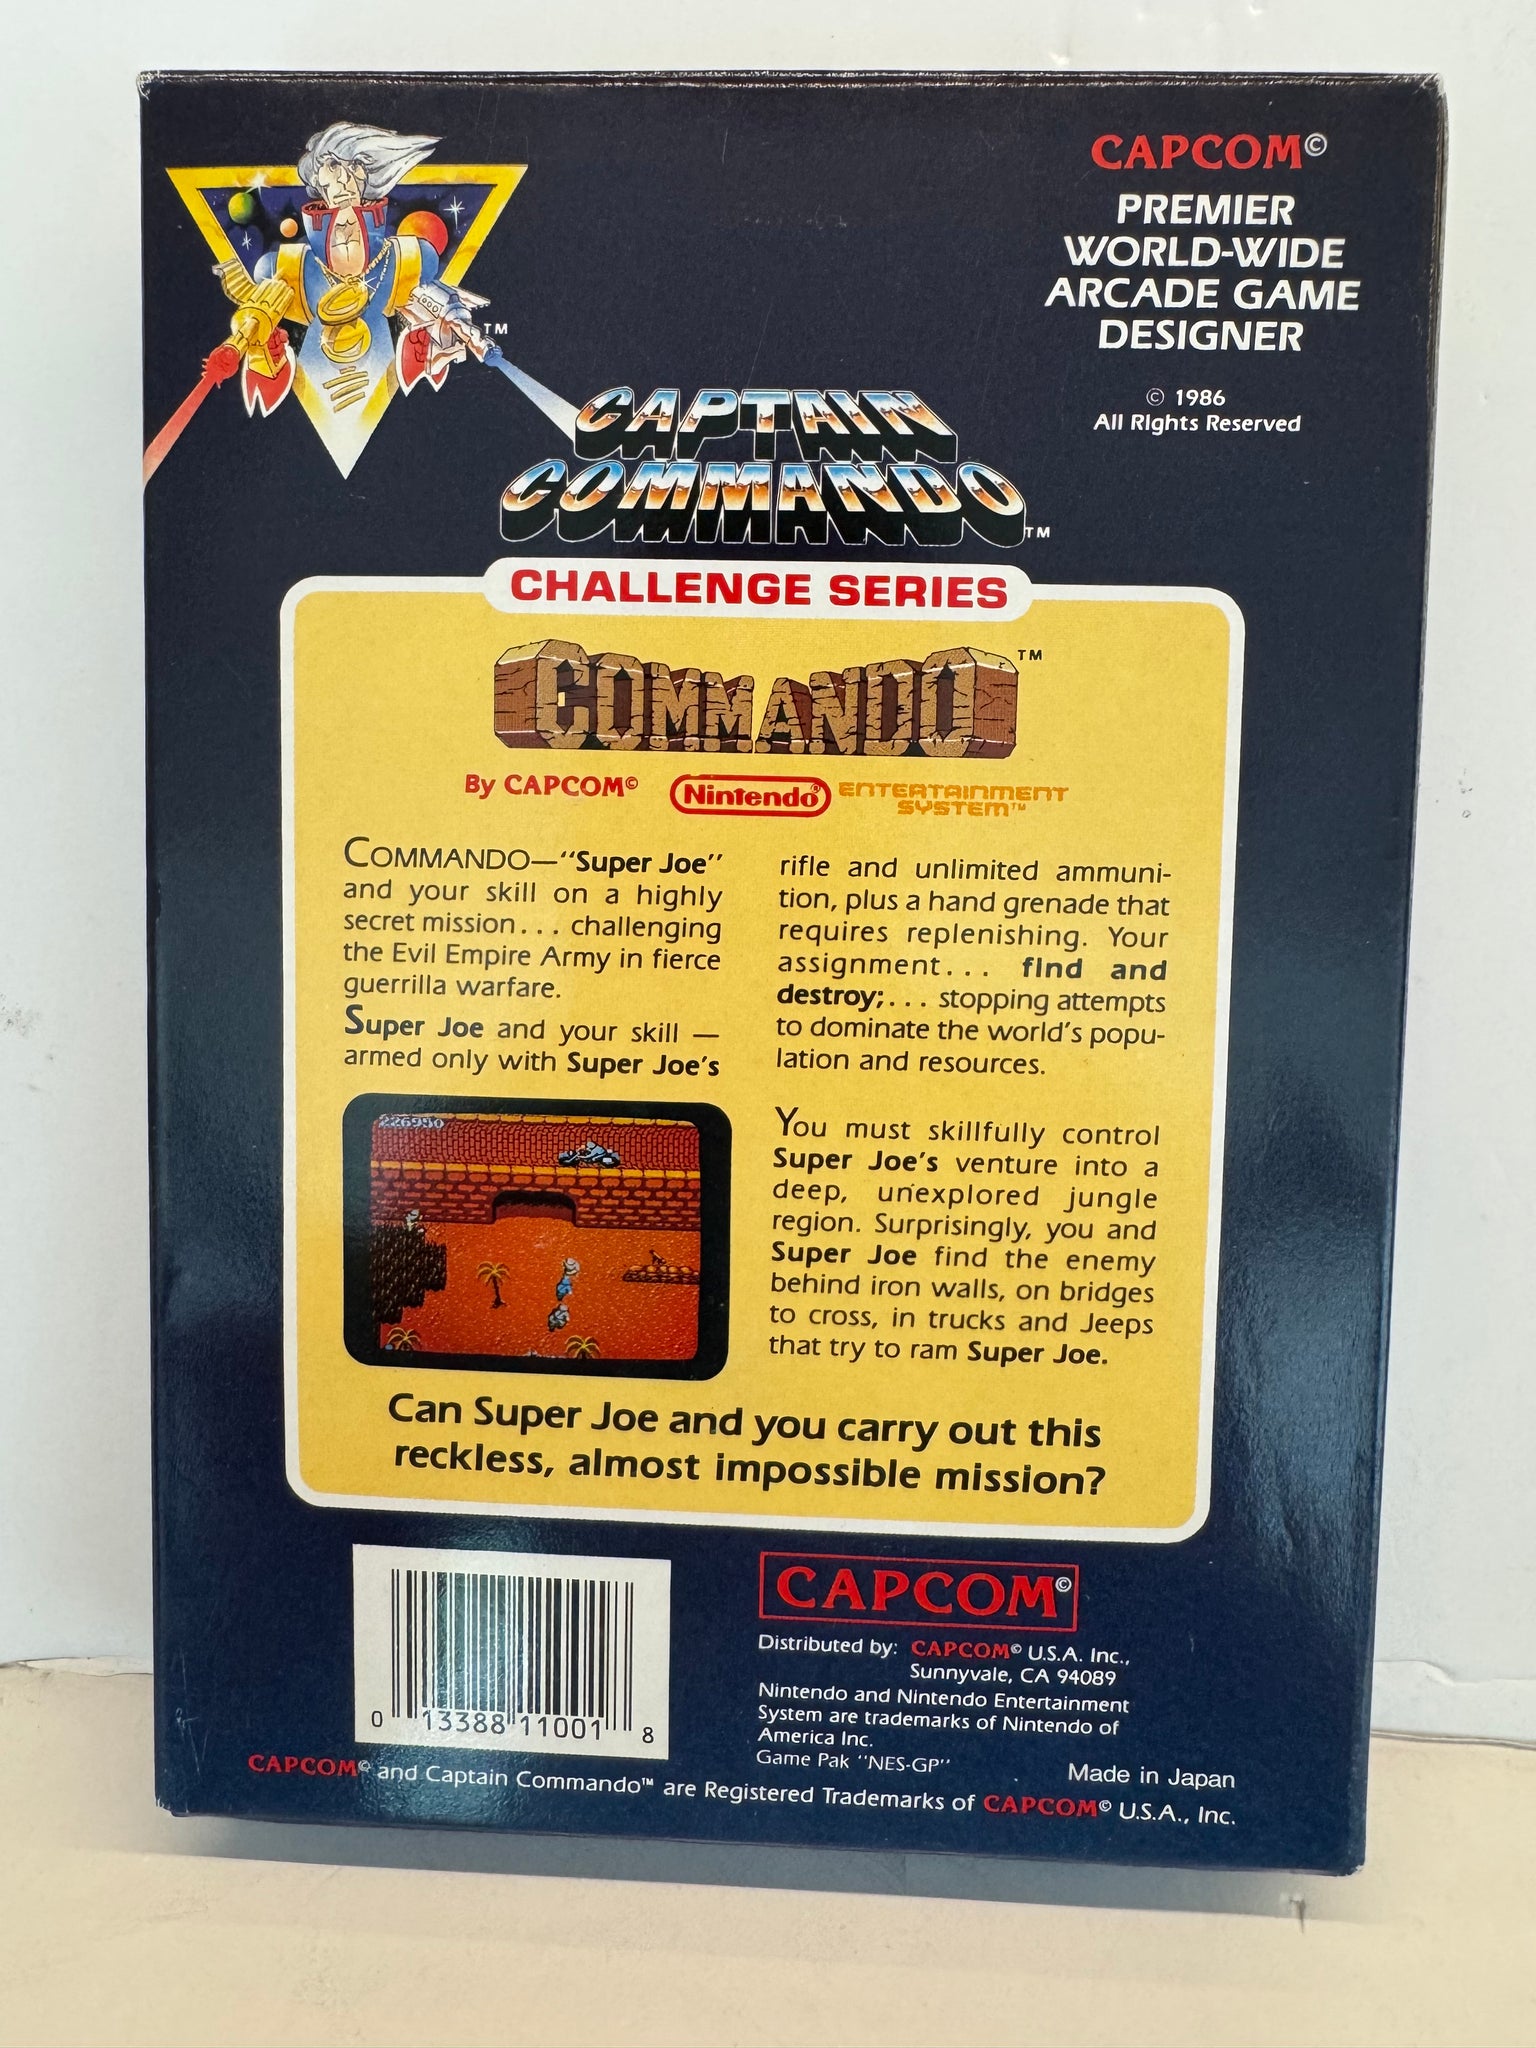 CAPCOM©
PREMIER
WORLD-WIDE
ARCADE GAME
DESIGNER
© 1986
All Rights Reserved
TM
CAPTAIN
COMMANDO TM
CHALLENGE SERIES
COMMANDO TM
By CAPCOM©
Nintendo®
ENTERTAINMENT
SYSTEM™
COMMANDO—“Super Joe”
and your skill on a highly
secret mission... challenging
the Evil Empire Army in fierce
guerrilla warfare.
Super Joe and your skill —
armed only with Super Joe's
rifle and unlimited ammuni-
tion, plus a hand grenade that
requires replenishing. Your
assignment... find and
destroy;... stopping attempts
to dominate the world's popu-
lation and resources.
226950
You must skillfully control
Super Joe's venture into a
deep, unexplored jungle
region. Surprisingly, you and
Super Joe find the enemy
behind iron walls, on bridges
to cross, in trucks and Jeeps
that try to ram Super Joe.
Can Super Joe and you carry out this
reckless, almost impossible mission?
0 13388 11001 8
CAPCOM©
Distributed by: CAPCOM© U.S.A. Inc.,
Sunnyvale, CA 94089
Nintendo and Nintendo Entertainment
System are trademarks of Nintendo of
America Inc.
Game Pak "NES-GP"
Made in Japan
CAPCOM© and Captain Commando™ are Registered Trademarks of CAPCOM© U.S.A., Inc.